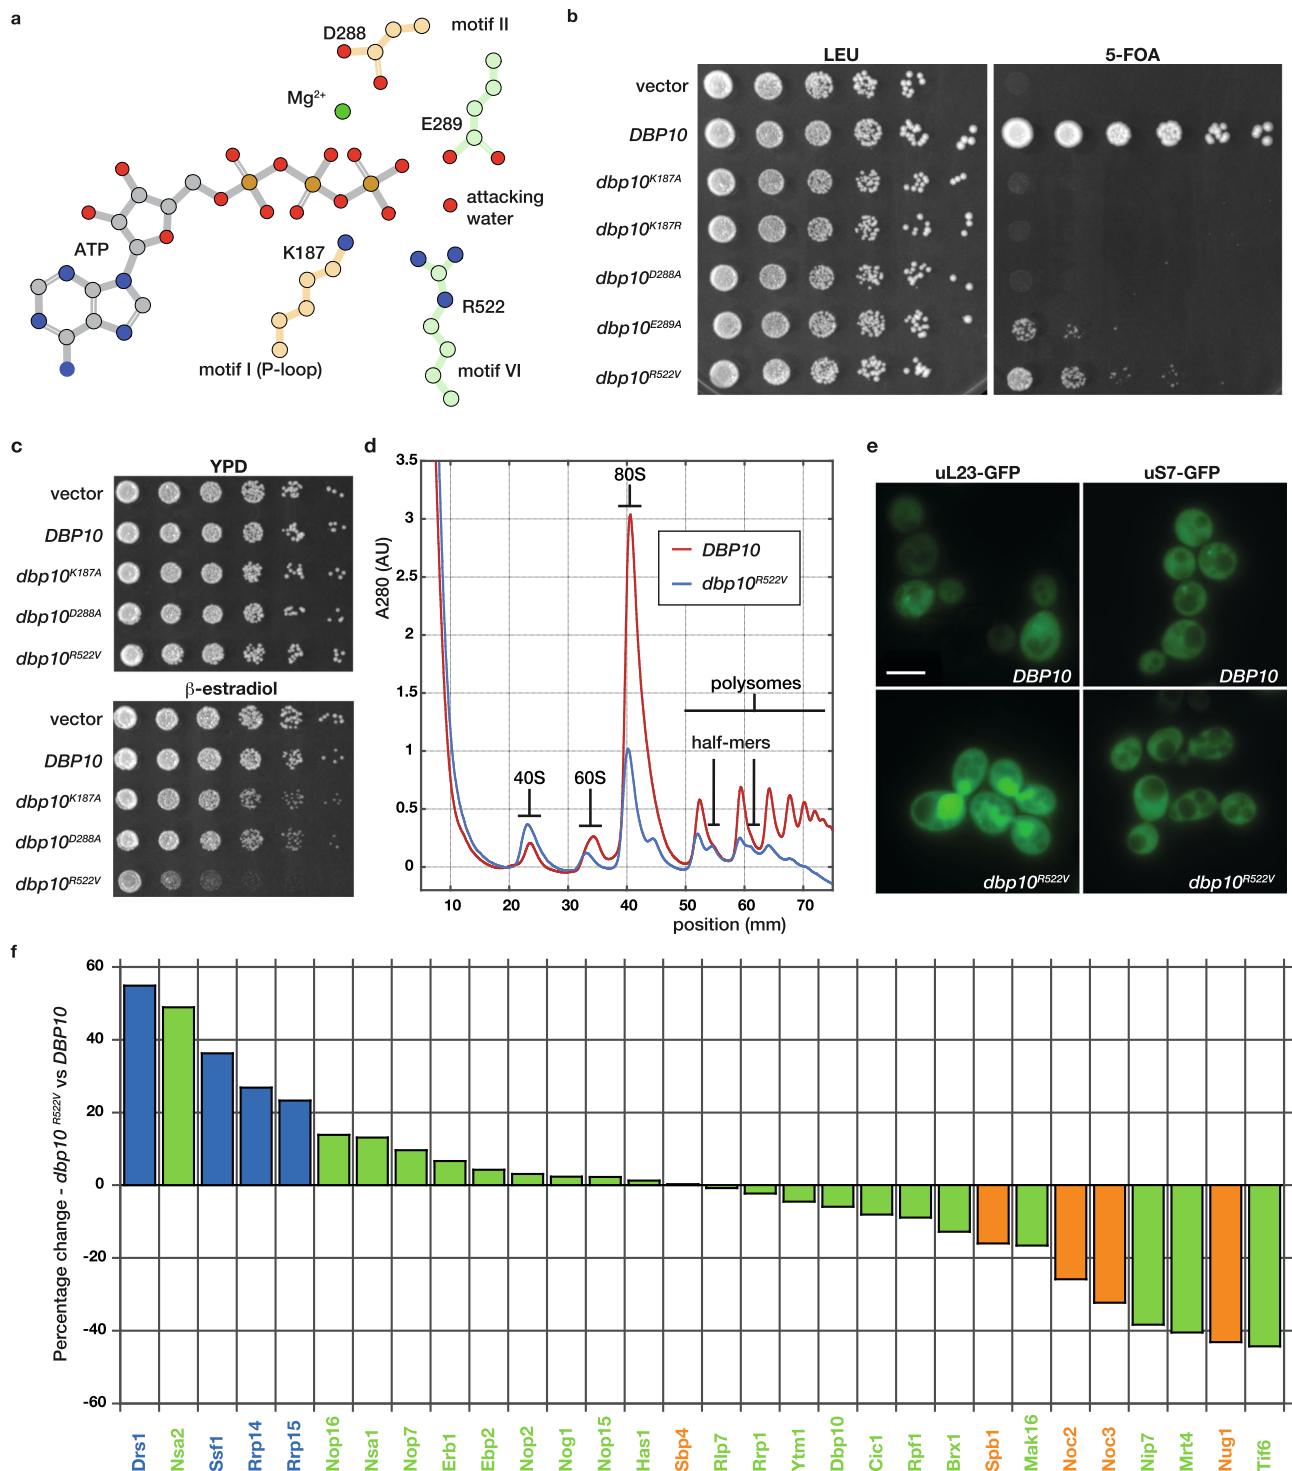 a
D288
motif II
Mg2+
E289
attacking
water
ATP
K187
R522
motif I (P-loop)
motif VI
b
LEU
5-FOA
vector
DBP10
dbp10K187A
dbp10K187R
dbp10D288A
dbp10E289A
dbp10R522V
c
YPD
vector
DBP10
dbp10K187A
dbp10D288A
dbp10R522V
β-estradiol
vector
DBP10
dbp10K187A
dbp10D288A
dbp10R522V
d
3.5
3
2.5
2
1.5
1
0.5
0
A280 (AU)
80S
DBP10
dbp10R522V
polysomes
half-mers
40S
60S
10
20
30
40
50
60
70
position (mm)
e
uL23-GFP
uS7-GFP
DBP10
DBP10
dbp10R522V
dbp10R522V
f
Percentage change - dbp10 R522V vs DBP10
60
40
20
0
-20
-40
-60
Drs1
Nsa2
Ssf1
Rrp14
Rrp15
Nop16
Nsa1
Nop7
Erb1
Ebp2
Nop2
Nog1
Nop15
Has1
Sbp4
Rlp7
Rrp1
Ytm1
Dbp10
Cic1
Rpf1
Brx1
Spb1
Mak16
Noc2
Noc3
Nip7
Mrt4
Nug1
Tif6